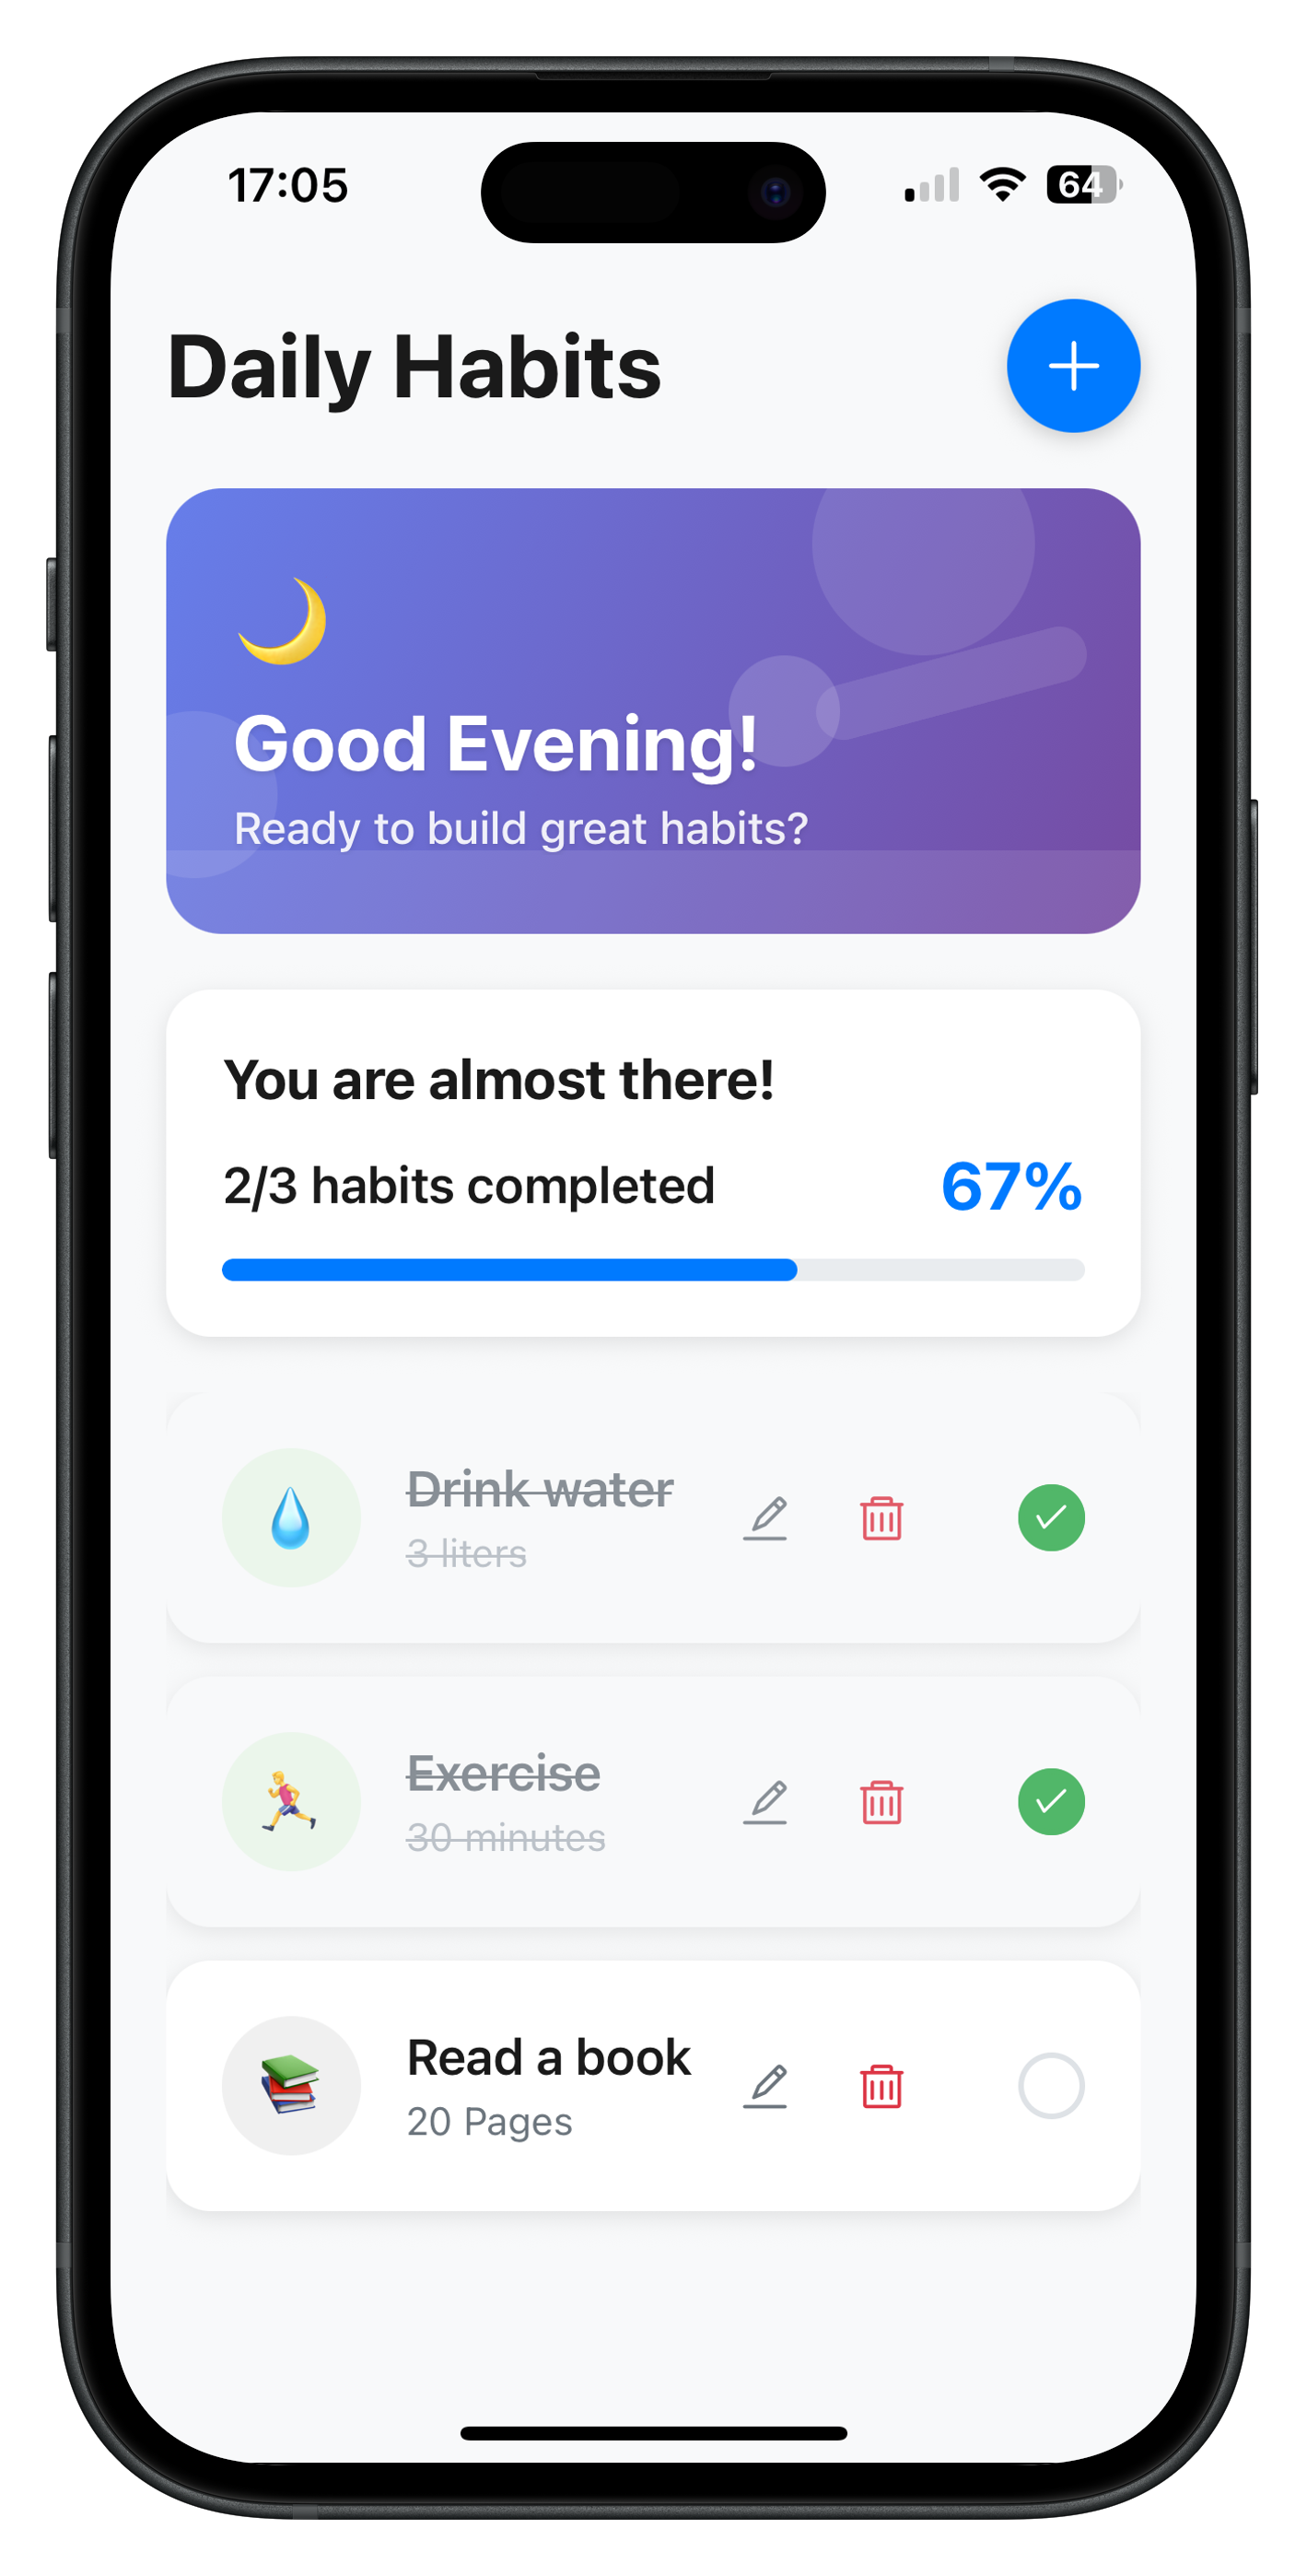 17:05
64
Daily Habits
Good Evening!
Ready to build great habits?
You are almost there!
2/3 habits completed
67%
Drink water
3 liters
Exercise
30 minutes
Read a book
20 Pages